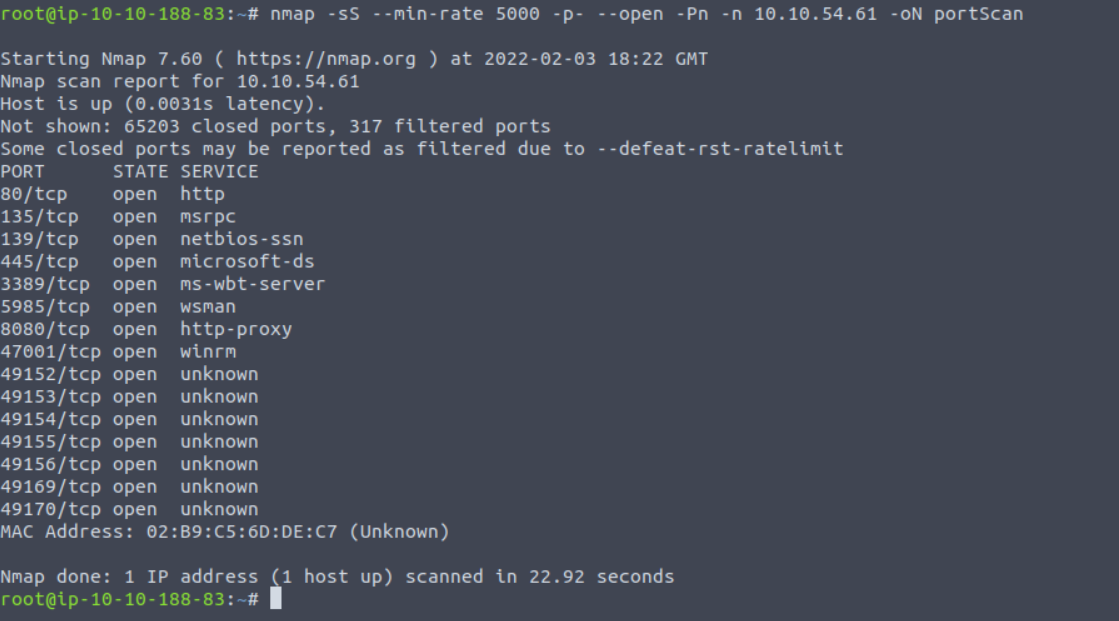 root@ip-10-10-188-83:~# nmap -sS --min-rate 5000 -p- --open -Pn -n 10.10.54.61 -oN portScan
Starting Nmap 7.60 ( https://nmap.org ) at 2022-02-03 18:22 GMT
Nmap scan report for 10.10.54.61
Host is up (0.0031s latency).
Not shown: 65203 closed ports, 317 filtered ports
Some closed ports may be reported as filtered due to --defeat-rst-ratelimit
PORT      STATE SERVICE
80/tcp    open  http
135/tcp   open  msrpc
139/tcp   open  netbios-ssn
445/tcp   open  microsoft-ds
3389/tcp  open  ms-wbt-server
5985/tcp  open  wsman
8080/tcp  open  http-proxy
47001/tcp open  winrm
49152/tcp open  unknown
49153/tcp open  unknown
49154/tcp open  unknown
49155/tcp open  unknown
49156/tcp open  unknown
49169/tcp open  unknown
49170/tcp open  unknown
MAC Address: 02:B9:C5:6D:DE:C7 (Unknown)
Nmap done: 1 IP address (1 host up) scanned in 22.92 seconds
root@ip-10-10-188-83:~#